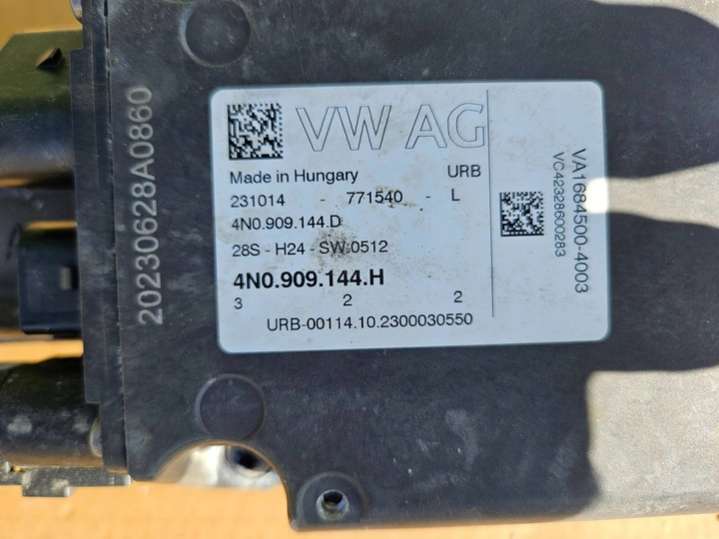 20230628A0860
VW AG
Made in Hungary URB
231014 - 771540 - L
4N0.909.144.D
28S - H24 - SW:0512
4N0.909.144.H
3 2 2
URB-00114.10.2300030550
VA1684500-4003
VC42328600283